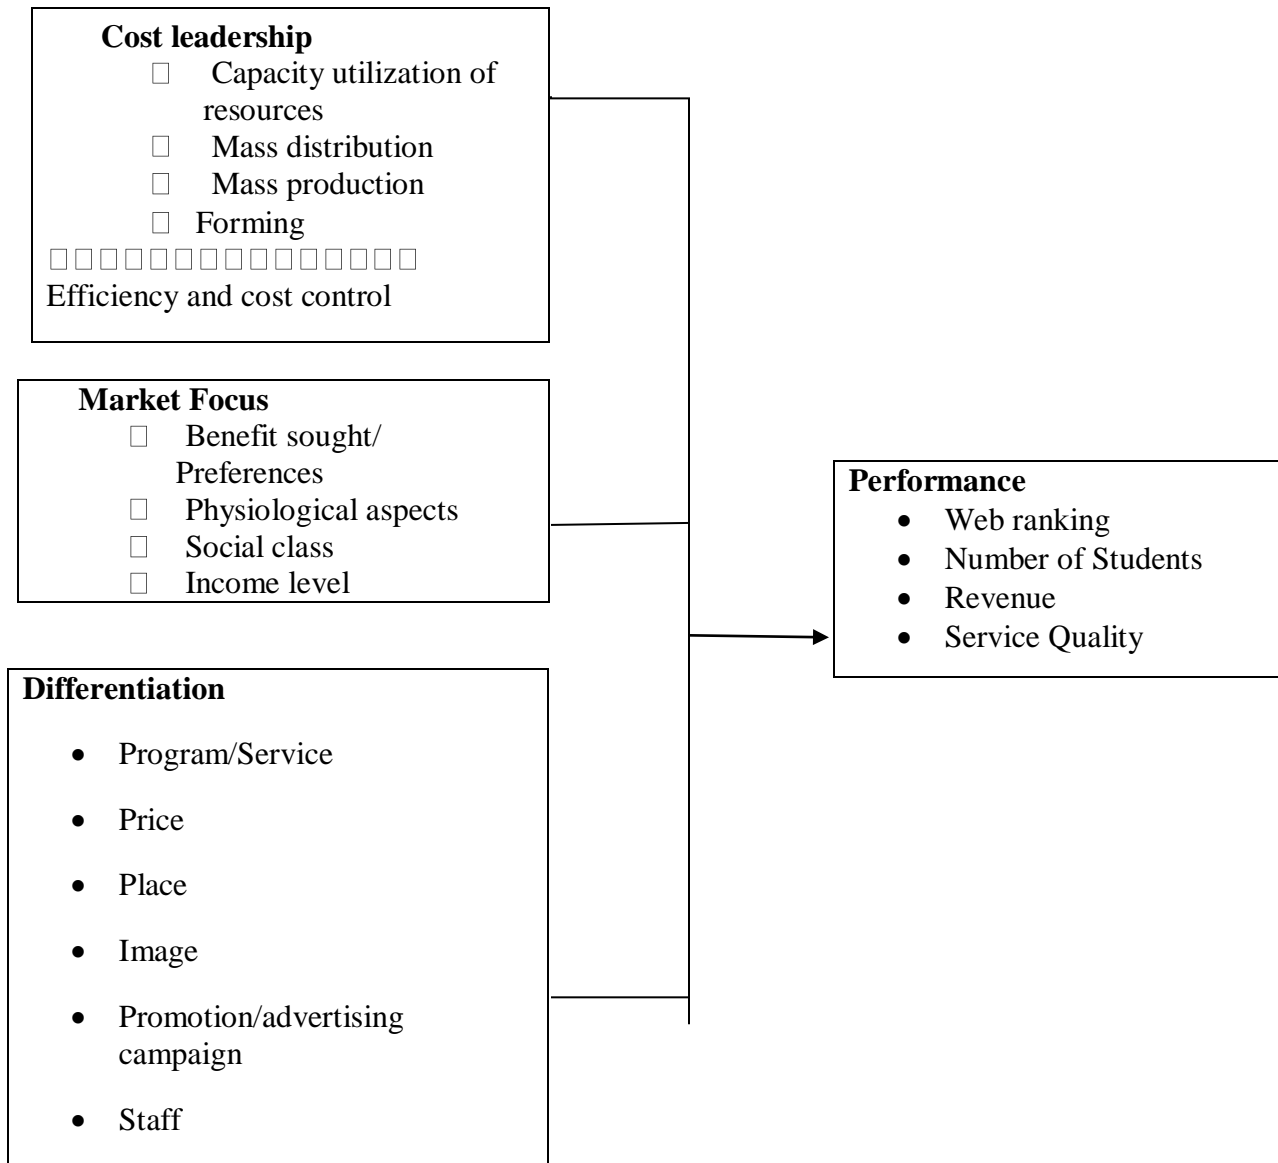 Cost leadership
□ Capacity utilization of
resources
□ Mass distribution
□ Mass production
□ Forming
□□□□□□□□□□□□□□□
Efficiency and cost control
Market Focus
□ Benefit sought/
Preferences
□ Physiological aspects
□ Social class
□ Income level
Performance
• Web ranking
• Number of Students
• Revenue
• Service Quality
Differentiation
• Program/Service
• Price
• Place
• Image
• Promotion/advertising
campaign
• Staff